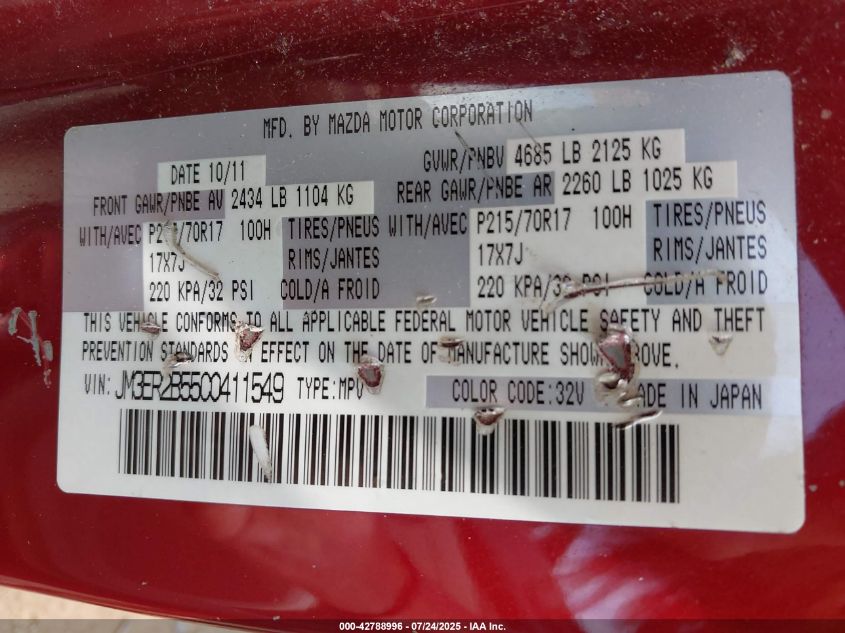 MFD. BY MAZDA MOTOR CORPORATION
DATE 10/11 GVWR/PNBV 4685 LB 2125 KG
FRONT GAWR/PNBE AV 2434 LB 1104 KG REAR GAWR/PNBE AR 2260 LB 1025 KG
WITH/AVEC P215/70R17 100H TIRES/PNEUS WITH/AVEC P215/70R17 100H TIRES/PNEUS
17X7J RIMS/JANTES 17X7J RIMS/JANTES
220 KPA/32 PSI COLD/A FROID 220 KPA/32 PSI COLD/A FROID
THIS VEHICLE CONFORMS TO ALL APPLICABLE FEDERAL MOTOR VEHICLE SAFETY AND THEFT
PREVENTION STANDARDS IN EFFECT ON THE DATE OF MANUFACTURE SHOWN ABOVE.
VIN: JM3ER2B55C0411549 TYPE:MPV COLOR CODE:32V MADE IN JAPAN
000-42788996 - 07/24/2025 - IAA Inc.